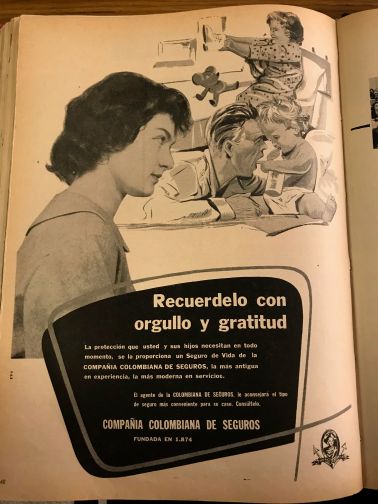 Recuerdelo con
orgullo y gratitud
La protección que usted y sus hijos necesitan en todo
momento, se la proporciona un Seguro de Vida de la
COMPAÑIA COLOMBIANA DE SEGUROS, la más antigua
en experiencia, la más moderna en servicios.
El agente de la COLOMBIANA DE SEGUROS, le aconsejará el tipo
de seguro más conveniente para su caso. Consúltelo.
COMPAÑIA COLOMBIANA DE SEGUROS
FUNDADA EN 1.874